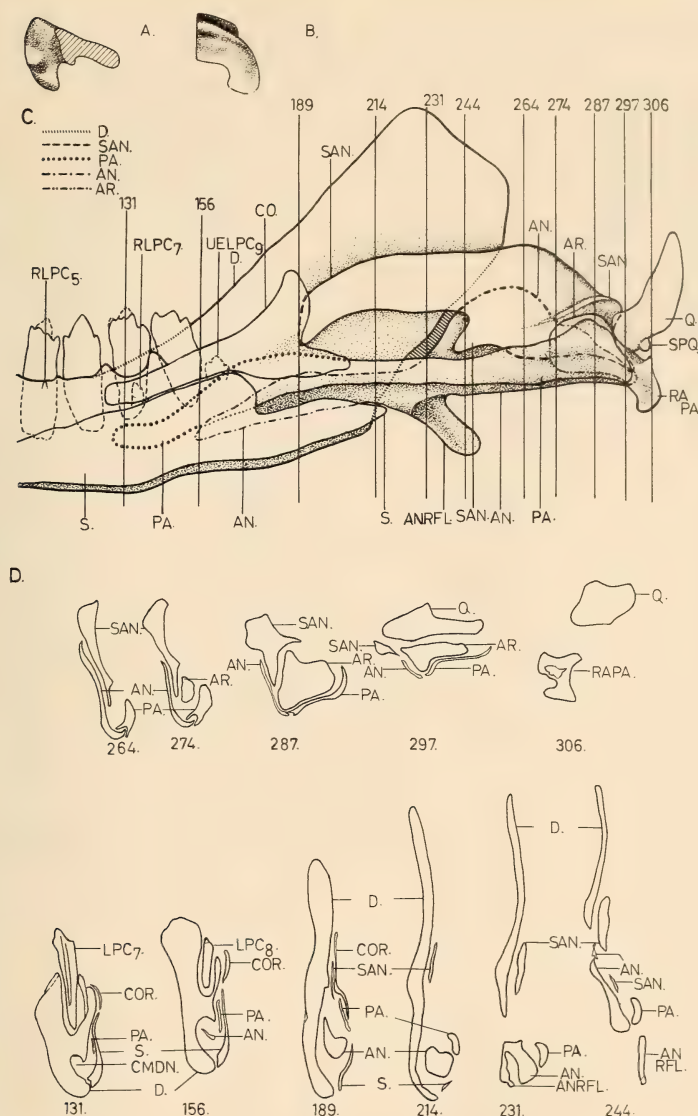 A.
B.
C.
D.
SAN.
PA.
AN.
AR.
189 214 231 244 264 274 287 297 306
SAN.
131 156
CO.
RLPC5.
RLPC7.
UELPC9
D.
AN.
AR.
SAN
Q.
SPQ.
RA
PA.
S. PA. AN. S. ANRFL. SAN. AN. PA.
D.
SAN.
AN.
AR.
PA.
SAN.
AN.
AR.
PA.
Q.
SAN.
AR.
AN.
PA.
Q.
RAPA.
264. 274. 287. 297. 306.
LPC7
COR.
PA.
S.
CMDN.
D.
LPC8
COR.
PA.
AN.
D.
COR.
SAN.
PA.
AN.
S.
D.
SAN.
AN.
SAN.
PA.
PA.
AN.
ANRFL.
AN
RFL.
131. 156. 189. 214. 231. 244.